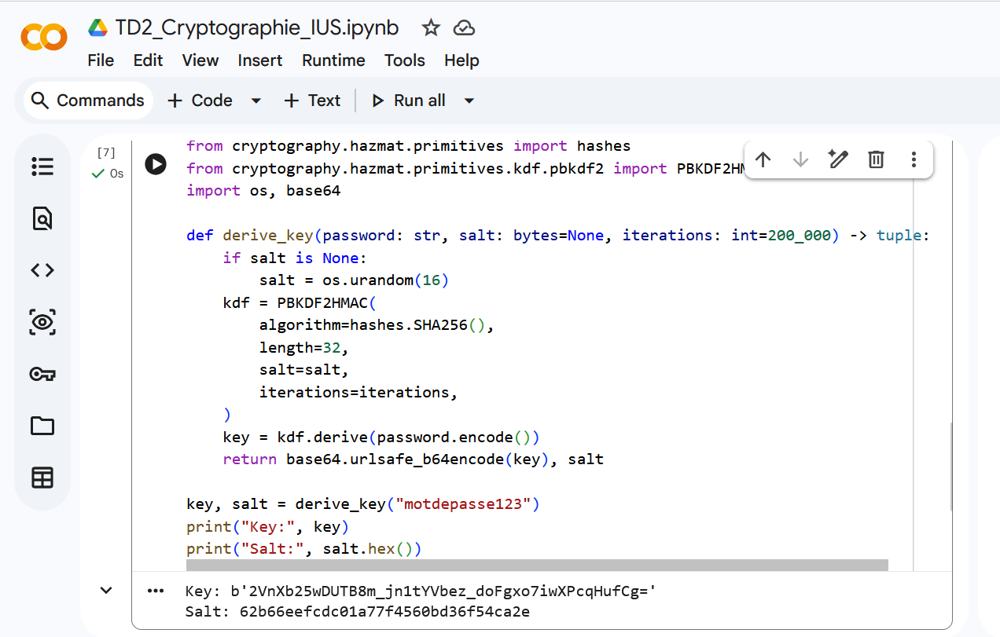 TD2_Cryptographie_IUS.ipynb
File Edit View Insert Runtime Tools Help
Commands + Code + Text Run all
[7]
0s
from cryptography.hazmat.primitives import hashes
from cryptography.hazmat.primitives.kdf.pbkdf2 import PBKDF2HM
import os, base64
def derive_key(password: str, salt: bytes=None, iterations: int=200_000) -> tuple:
    if salt is None:
        salt = os.urandom(16)
    kdf = PBKDF2HMAC(
        algorithm=hashes.SHA256(),
        length=32,
        salt=salt,
        iterations=iterations,
    )
    key = kdf.derive(password.encode())
    return base64.urlsafe_b64encode(key), salt
key, salt = derive_key("motdepasse123")
print("Key:", key)
print("Salt:", salt.hex())
Key: b'2VnXb25wDUTB8m_jn1tYVbez_doFgxo7iwXPcqHufCg='
Salt: 62b66eefcdc01a77f4560bd36f54ca2e